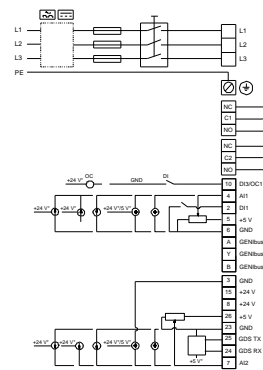 L1 L1
L2 L2
L3 L3
PE
NC
C1
NO
NC
C2
NO
+24 V* OC GND DI 10 DI3/OC1
4 AI1
2 DI1
+24 V* +24 V* +24 V*/5 V* 5 +5 V
6 GND
A GENIbus A
Y GENIbus Y
B GENIbus B
3 GND
15 +24 V
8 +24 V
26 +5 V
23 GND
25 GDS TX
+24 V* +24 V* +24 V*/5 V* 24 GDS RX
+5 V* 7 AI2